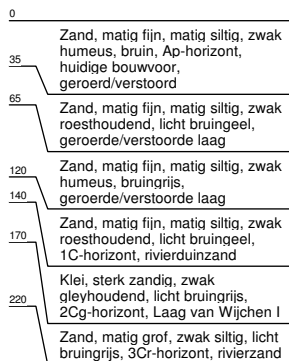 0
Zand, matig fijn, matig siltig, zwak
humeus, bruin, Ap-horizont,
huidige bouwvoor,
geroerd/verstoord
35
Zand, matig fijn, matig siltig, zwak
roesthoudend, licht bruingeel,
geroerde/verstoorde laag
65
Zand, matig fijn, matig siltig, zwak
humeus, bruingrijs,
geroerde/verstoorde laag
120
Zand, matig fijn, matig siltig, zwak
roesthoudend, licht bruingeel,
1C-horizont, rivierduinzand
140
Klei, sterk zandig, zwak
gleyhoudend, licht bruingrijs,
2Cg-horizont, Laag van Wijchen I
170
Zand, matig grof, zwak siltig, licht
bruingrijs, 3Cr-horizont, rivierzand
220